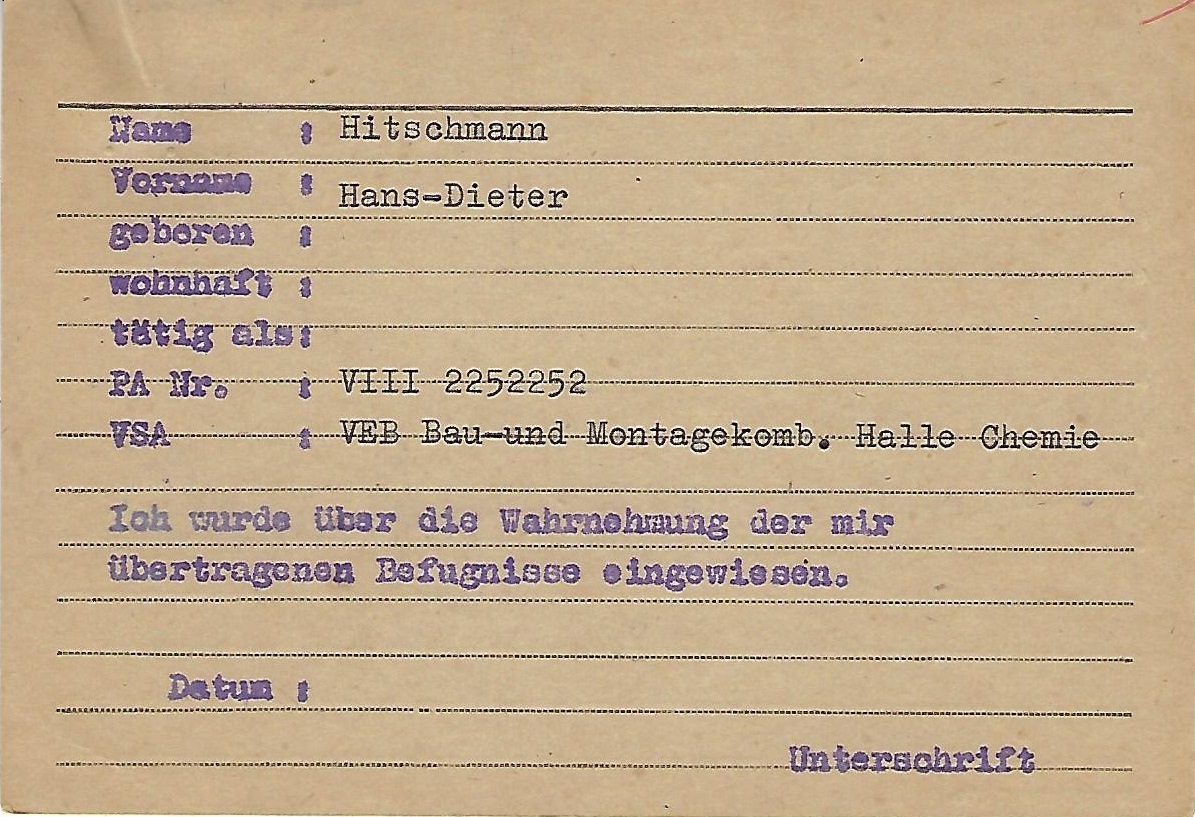 Name : Hitschmann
Vorname : Hans-Dieter
geboren :
wohnhaft :
tätig als:
PA Nr. : VIII 2252252
VSA : VEB Bau-und Montagekomb. Halle Chemie
Ich wurde über die Wahrnehmung der mir
übertragenen Befugnisse eingewiesen.
Datum :
Unterschrift